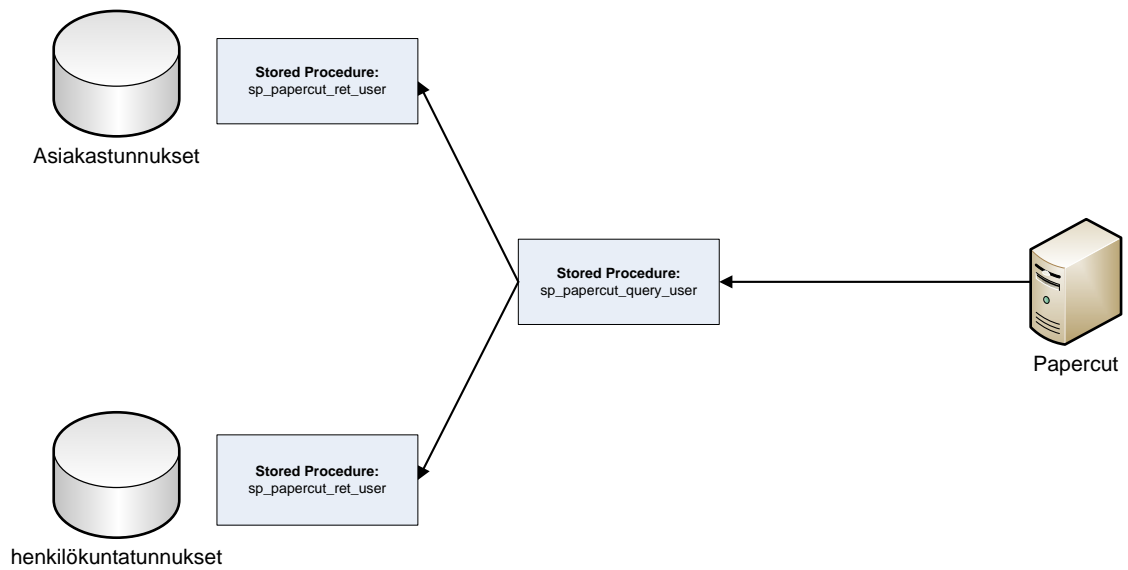 Stored Procedure:
sp_papercut_ret_user
Asiakastunnukset
Stored Procedure:
sp_papercut_query_user
Papercut
Stored Procedure:
sp_papercut_ret_user
henkilökuntatunnukset